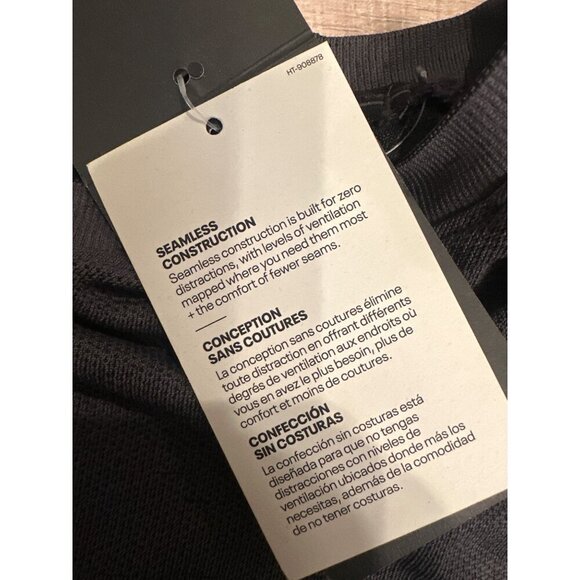 HT-908878
SEAMLESS
CONSTRUCTION
Seamless construction is built for zero
distractions, with levels of ventilation
mapped where you need them most
+ the comfort of fewer seams.
CONCEPTION
SANS COUTURES
La conception sans coutures élimine
toute distraction en offrant différents
degrés de ventilation aux endroits où
vous en avez le plus besoin, plus de
confort et moins de coutures.
CONFECCIÓN
SIN COSTURAS
La confección sin costuras está
diseñada para que no tengas
distracciones con niveles de
ventilación ubicados donde más los
necesitas, además de la comodidad
de no tener costuras.